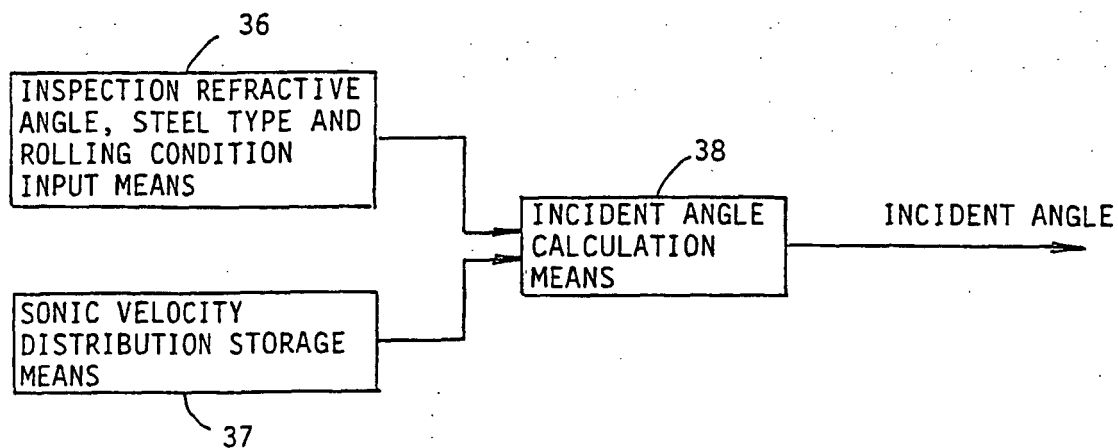 36
INSPECTION REFRACTIVE
ANGLE, STEEL TYPE AND
ROLLING CONDITION
INPUT MEANS
38
INCIDENT ANGLE
CALCULATION
MEANS
INCIDENT ANGLE
SONIC VELOCITY
DISTRIBUTION STORAGE
MEANS
37